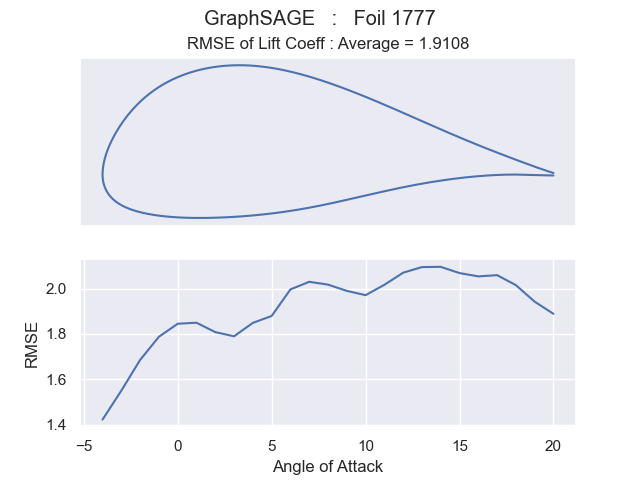 GraphSAGE : Foil 1777
RMSE of Lift Coeff : Average = 1.9108
2.0
1.8
1.6
1.4
RMSE
−5 0 5 10 15 20
Angle of Attack